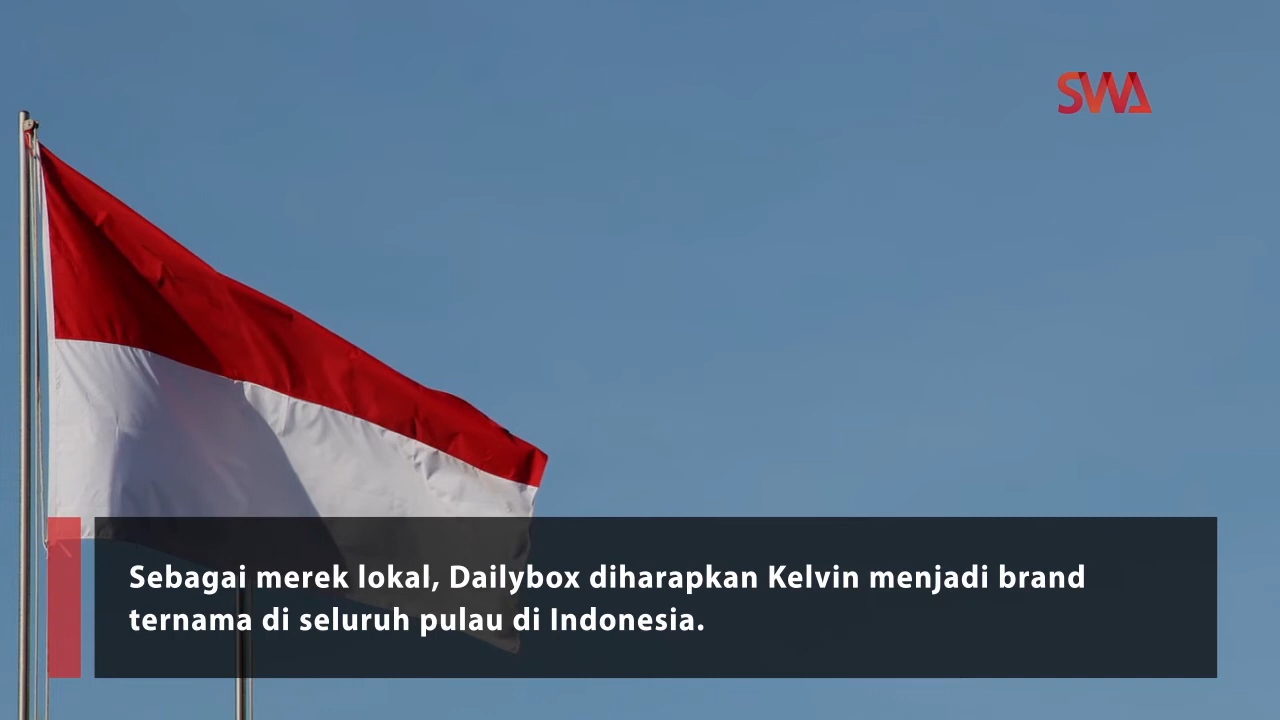 SWA
Sebagai merek lokal, Dailybox diharapkan Kelvin menjadi brand
ternama di seluruh pulau di Indonesia.